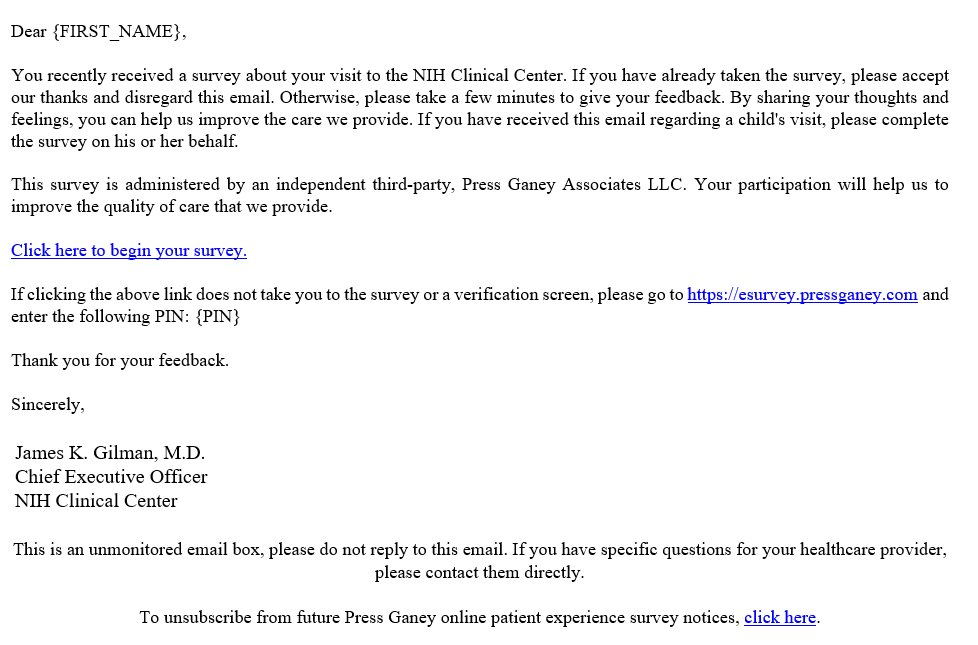 Dear {FIRST_NAME},
You recently received a survey about your visit to the NIH Clinical Center. If you have already taken the survey, please accept
our thanks and disregard this email. Otherwise, please take a few minutes to give your feedback. By sharing your thoughts and
feelings, you can help us improve the care we provide. If you have received this email regarding a child's visit, please complete
the survey on his or her behalf.
This survey is administered by an independent third-party, Press Ganey Associates LLC. Your participation will help us to
improve the quality of care that we provide.
Click here to begin your survey.
If clicking the above link does not take you to the survey or a verification screen, please go to https://esurvey.pressganey.com and
enter the following PIN: {PIN}
Thank you for your feedback.
Sincerely,
James K. Gilman, M.D.
Chief Executive Officer
NIH Clinical Center
This is an unmonitored email box, please do not reply to this email. If you have specific questions for your healthcare provider,
please contact them directly.
To unsubscribe from future Press Ganey online patient experience survey notices, click here.